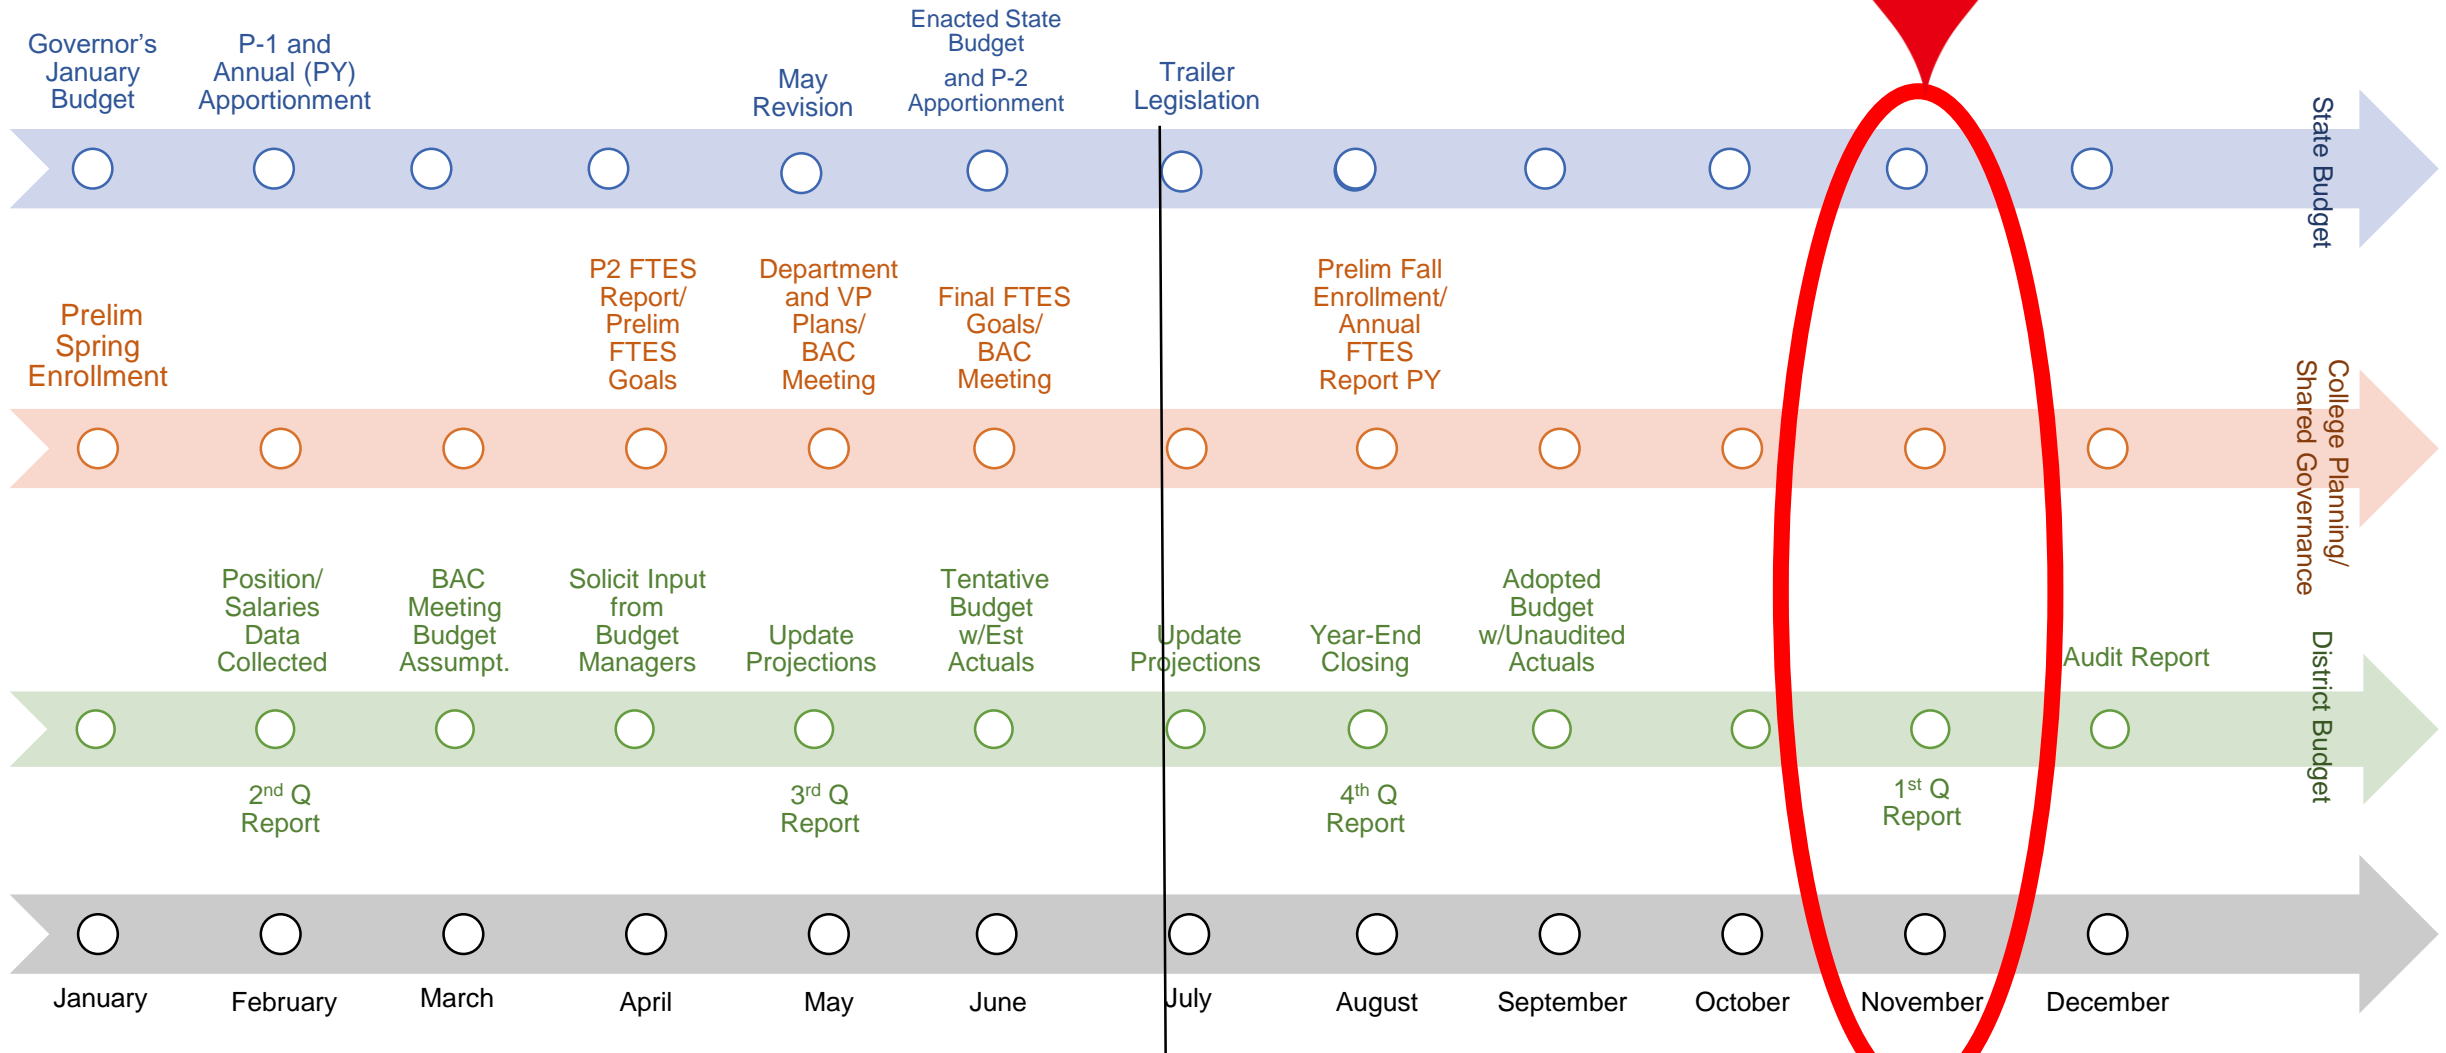 Governor's
January
Budget
P-1 and
Annual (PY)
Apportionment
May
Revision
Enacted State
Budget
and P-2
Apportionment
Trailer
Legislation
State Budget
Prelim
Spring
Enrollment
P2 FTES
Report/
Prelim
FTES
Goals
Department
and VP
Plans/
BAC
Meeting
Final FTES
Goals/
BAC
Meeting
Prelim Fall
Enrollment/
Annual
FTES
Report PY
College Planning/
Shared Governance
Position/
Salaries
Data
Collected
BAC
Meeting
Budget
Assumpt.
Solicit Input
from
Budget
Managers
Update
Projections
Tentative
Budget
w/Est
Actuals
Update
Projections
Year-End
Closing
Adopted
Budget
w/Unaudited
Actuals
Audit Report
District Budget
2nd Q
Report
3rd Q
Report
4th Q
Report
1st Q
Report
January
February
March
April
May
June
July
August
September
October
November
December